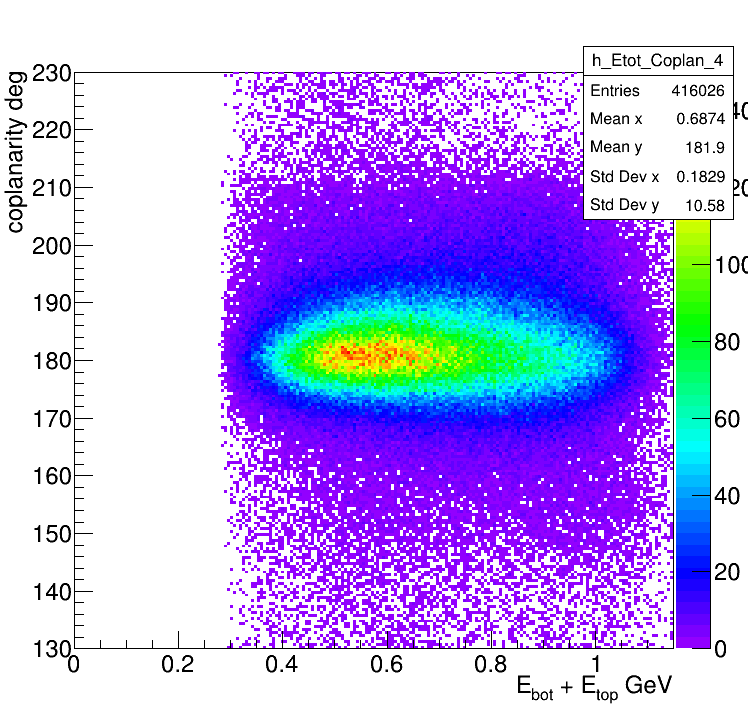 h_Etot_Coplan_4
Entries 416026
Mean x 0.6874
Mean y 181.9
Std Dev x 0.1829
Std Dev y 10.58
coplanarity deg
230
220
210
200
190
180
170
160
150
140
130
0 0.2 0.4 0.6 0.8 1
E_bot + E_top GeV
100
80
60
40
20
0